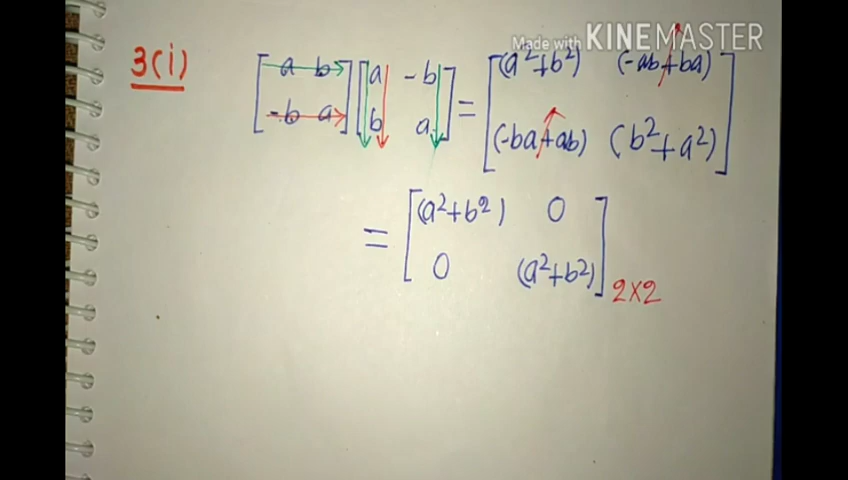 Made with KINEMASTER
3(i) [a b -b a] [a -b b a] = [(a²+b²) (-ab+ba) (-ba+ab) (b²+a²)]
= [(a²+b²) 0 0 (a²+b²)] 2×2